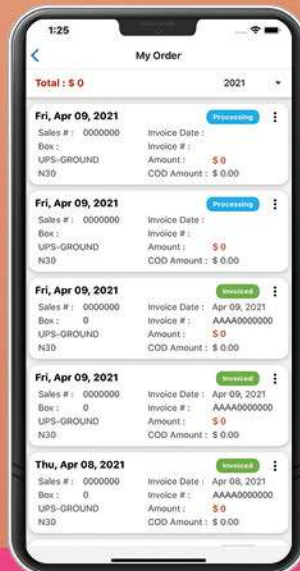 1:25
My Order
Total : $ 0 2021
Fri, Apr 09, 2021 Processing
Sales # : 0000000 Invoice Date :
Box : Invoice # :
UPS-GROUND Amount : $ 0
N30 COD Amount : $ 0.00
Fri, Apr 09, 2021 Processing
Sales # : 0000000 Invoice Date :
Box : Invoice # :
UPS-GROUND Amount : $ 0
N30 COD Amount : $ 0.00
Fri, Apr 09, 2021 Invoiced
Sales # : 0000000 Invoice Date : Apr 09, 2021
Box : 0 Invoice # : AAAA0000000
UPS-GROUND Amount : $ 0
N30 COD Amount : $ 0.00
Fri, Apr 09, 2021 Invoiced
Sales # : 0000000 Invoice Date : Apr 09, 2021
Box : 0 Invoice # : AAAA0000000
UPS-GROUND Amount : $ 0
N30 COD Amount : $ 0.00
Thu, Apr 08, 2021 Invoiced
Sales # : 0000000 Invoice Date : Apr 08, 2021
Box : 0 Invoice # : AAAA0000000
UPS-GROUND Amount : $ 0
N30 COD Amount : $ 0.00